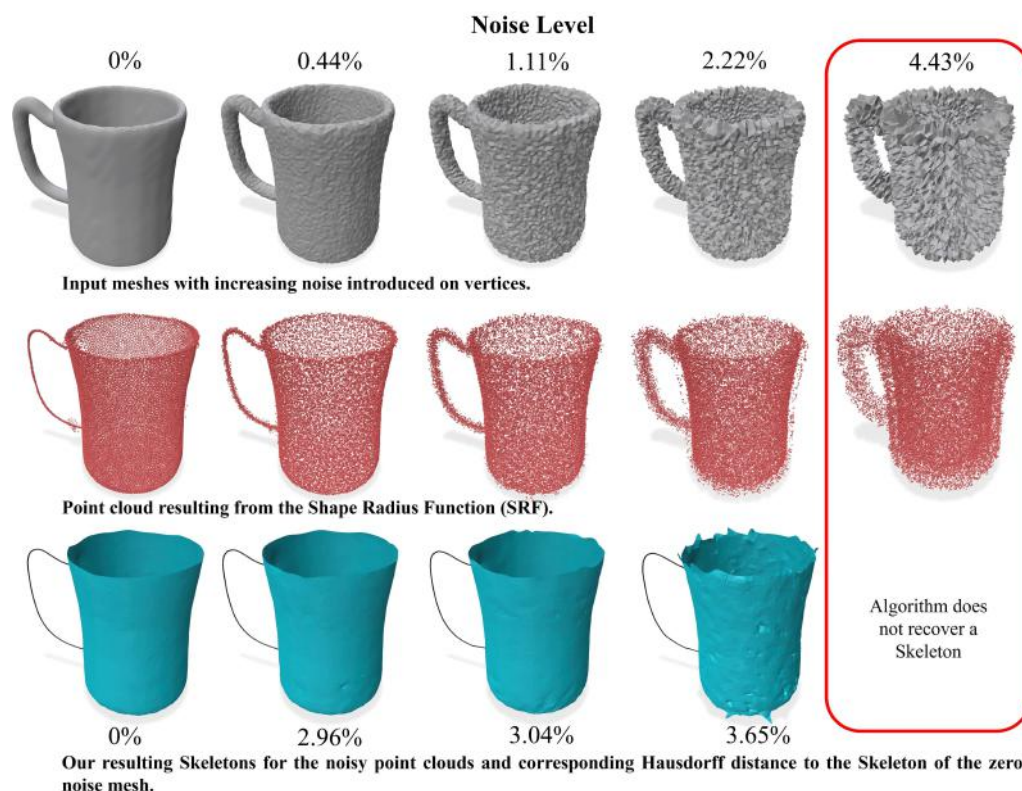 Noise Level
0% 0.44% 1.11% 2.22% 4.43%
Input meshes with increasing noise introduced on vertices.
Point cloud resulting from the Shape Radius Function (SRF).
Algorithm does
not recover a
Skeleton
0% 2.96% 3.04% 3.65%
Our resulting Skeletons for the noisy point clouds and corresponding Hausdorff distance to the Skeleton of the zero
noise mesh.